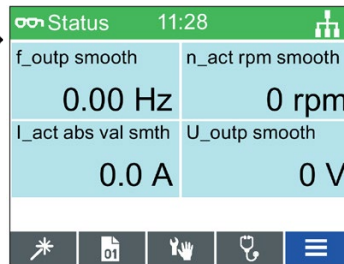 Status 11:28
f_outp smooth n_act rpm smooth
0.00 Hz 0 rpm
I_act abs val smth U_outp smooth
0.0 A 0 V
01